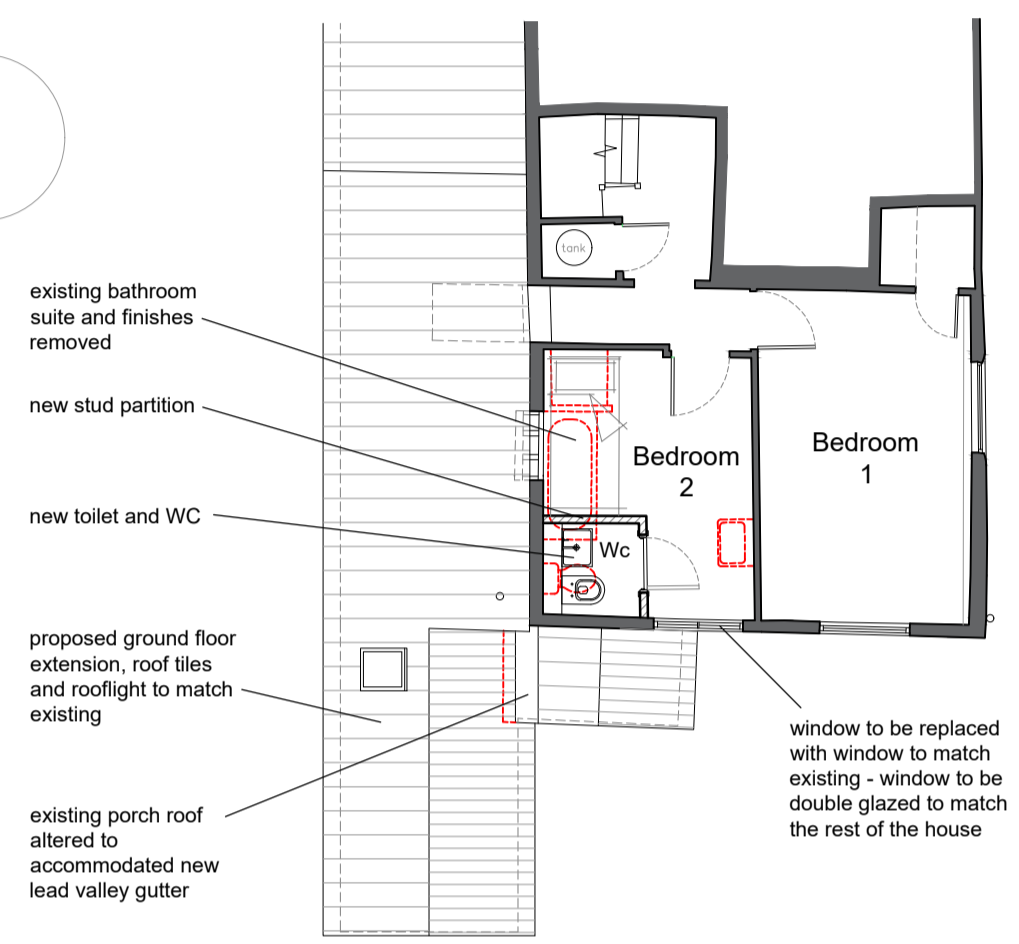 tank
existing bathroom
suite and finishes
removed
new stud partition
new toilet and WC
proposed ground floor
extension, roof tiles
and rooflight to match
existing
existing porch roof
altered to
accommodated new
lead valley gutter
Bedroom
2
Bedroom
1
Wc
window to be replaced
with window to match
existing - window to be
double glazed to match
the rest of the house